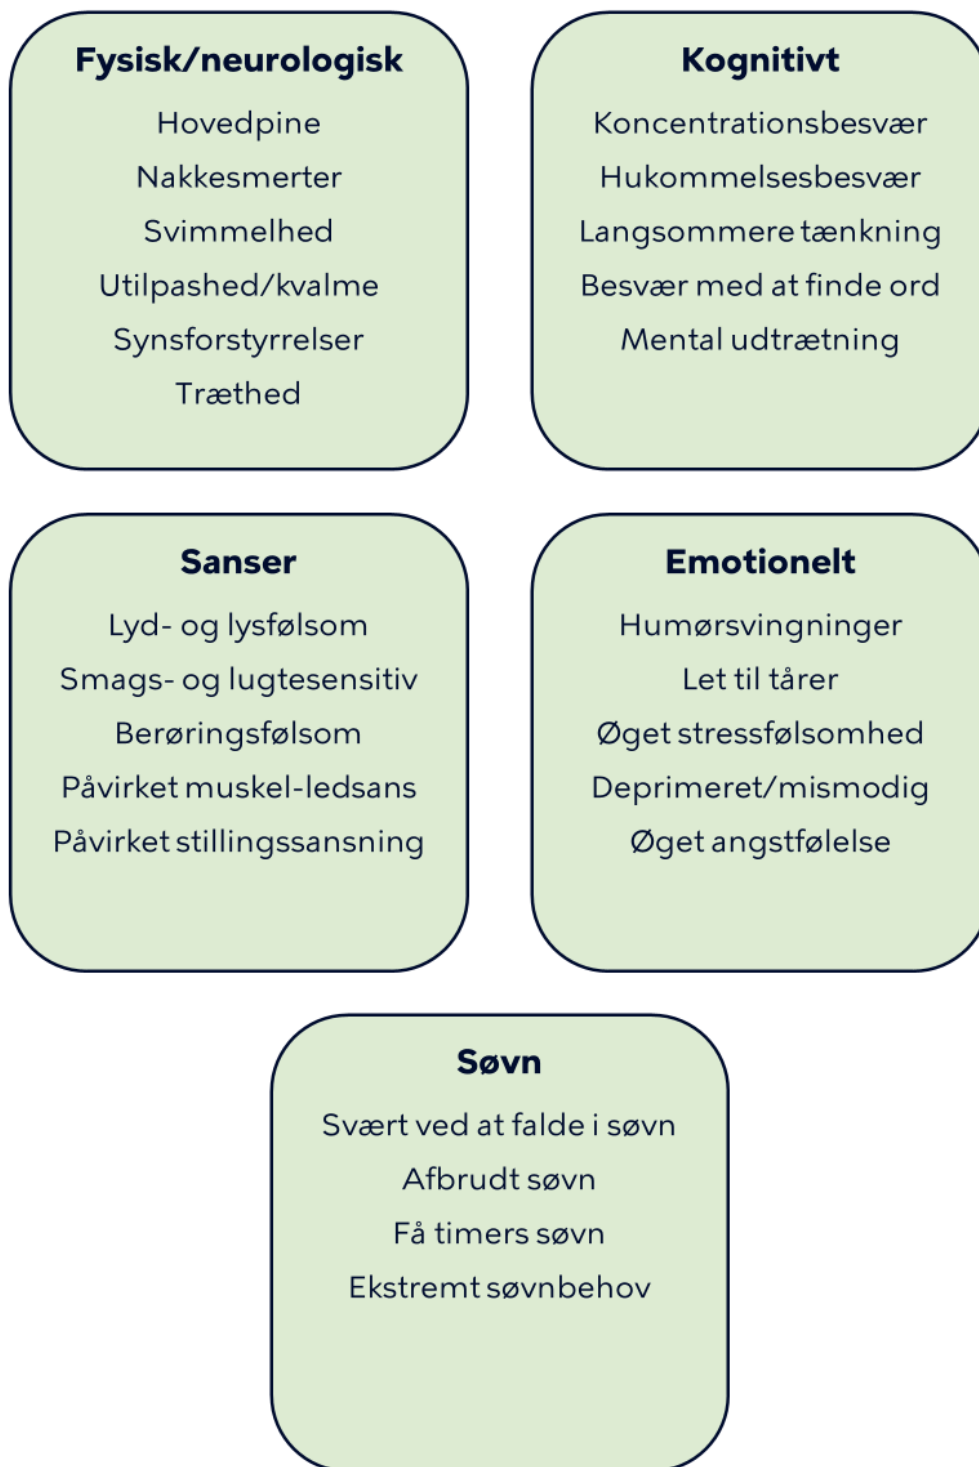 Fysisk/neurologisk
Hovedpine
Nakkesmerter
Svimmelhed
Utilpashed/kvalme
Synsforstyrrelser
Træthed
Kognitivt
Koncentrationsbesvær
Hukommelsesbesvær
Langsommere tænkning
Besvær med at finde ord
Mental udtrætning
Sanser
Lyd- og lysfølsom
Smags- og lugtesensitiv
Berøringsfølsom
Påvirket muskel-ledsans
Påvirket stillingssansning
Emotionelt
Humørsvingninger
Let til tårer
Øget stressfølsomhed
Deprimeret/mismodig
Øget angstfølelse
Søvn
Svært ved at falde i søvn
Afbrudt søvn
Få timers søvn
Ekstremt søvnbehov